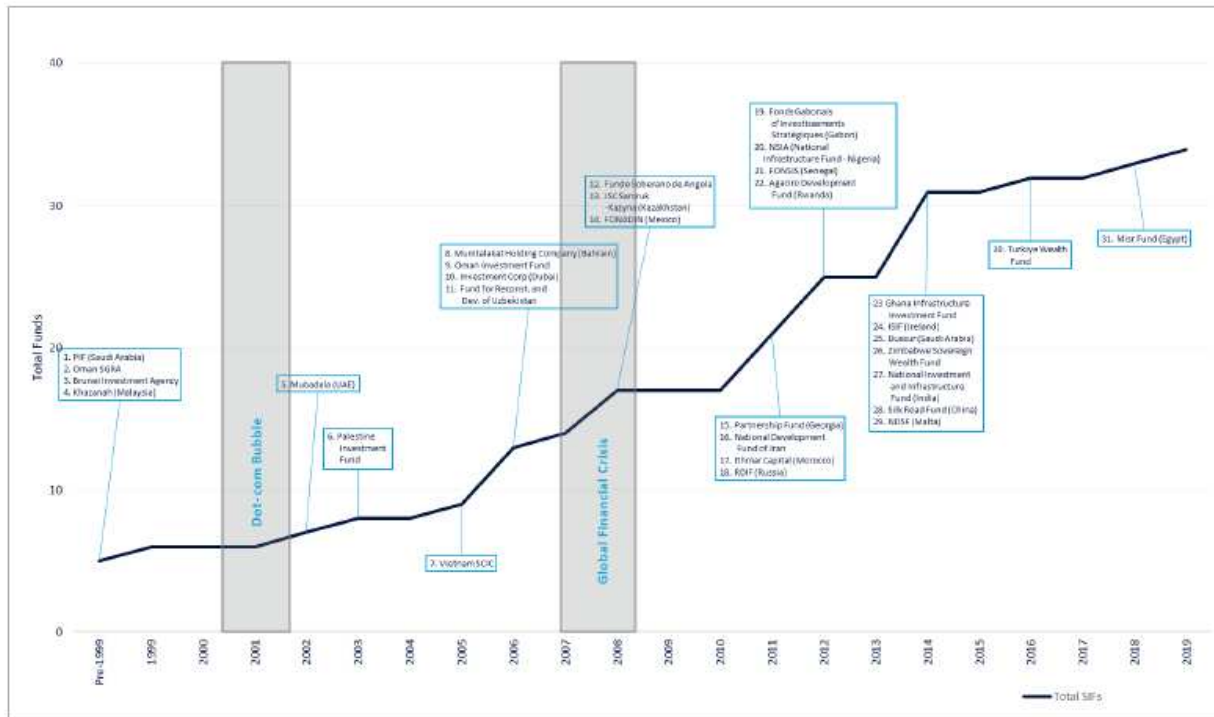 40
30
20
10
0
Total Funds
1. PIF (Saudi Arabia)
2. Oman SGRA
3. Brunei Investment Agency
4. Khazanah (Malaysia)
Dot-com Bubble
5. Mubadala (UAE)
6. Palestine
Investment
Fund
7. Vietnam SCIC
8. Mumtalakat Holding Company (Bahrain)
9. Oman Investment Fund
10. Investment Corp (Dubai)
11. Fund for Reconst. and
Dev. of Uzbekistan
Global Financial Crisis
12. Fundo Soberano de Angola
13. JSC Samruk
-Kazyna (Kazakhstan)
14. FONADIN (Mexico)
15. Partnership Fund (Georgia)
16. National Development
Fund of Iran
17. Ithmar Capital (Morocco)
18. RDIF (Russia)
19. Fonds Gabonais
of Investissements
Stratégiques (Gabon)
20. NSIA (National
Infrastructure Fund - Nigeria)
21. FONSIS (Senegal)
22. Agaciro Development
Fund (Rwanda)
23 Ghana Infrastructure
Investment Fund
24. ISIF (Ireland)
25. (Saudi Arabia)
26. Zimbabwe Sovereign
Wealth Fund
27. National Investment
and Infrastructure
Fund (India)
28. Silk Road Fund (China)
29. NDSF (Malta)
30. Turkiye Wealth
Fund
31. Misr Fund (Egypt)
Pre-1999
1999
2000
2001
2002
2003
2004
2005
2006
2007
2008
2009
2010
2011
2012
2013
2014
2015
2016
2017
2018
2019
Total SIFs